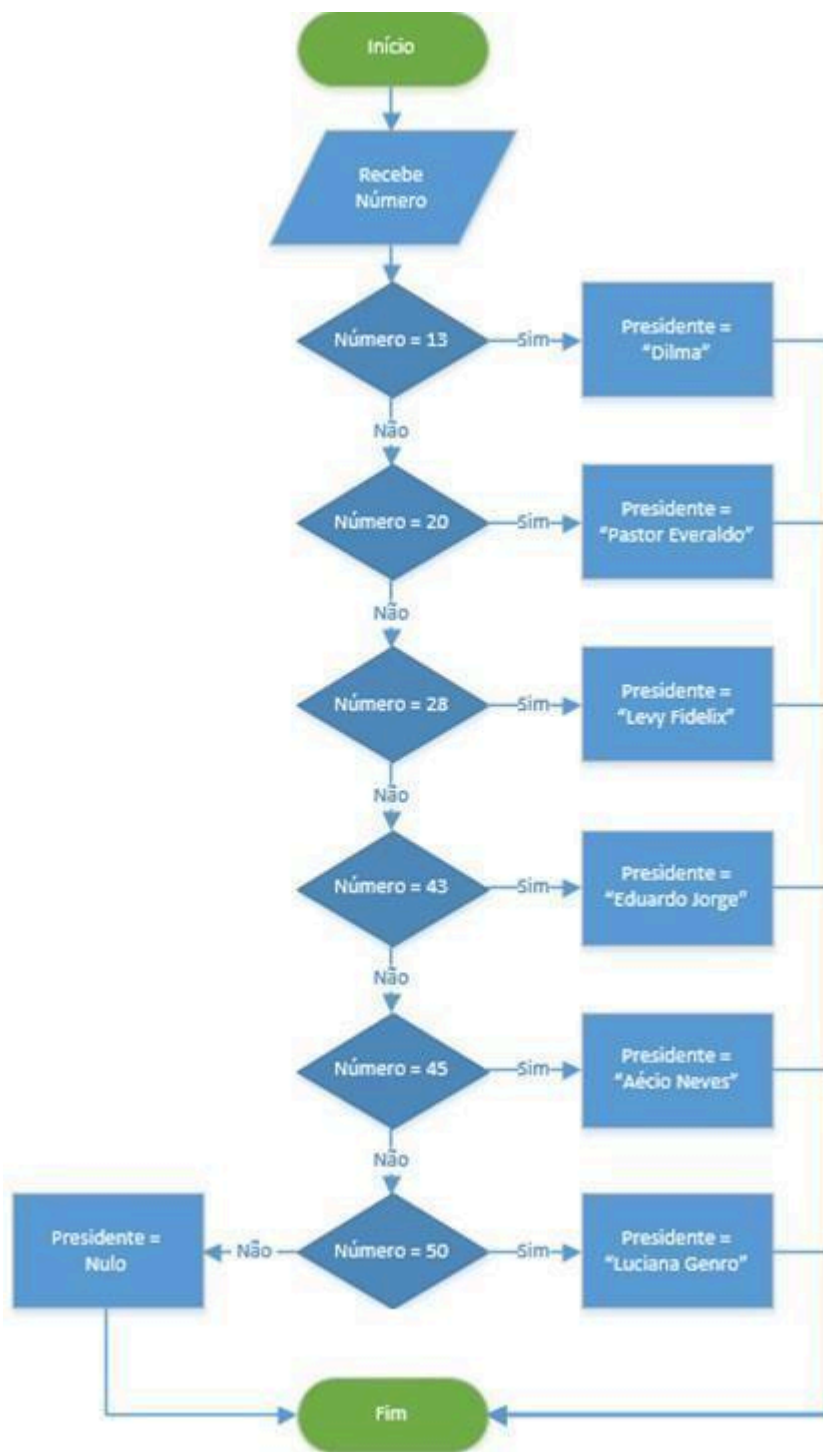 Início
Recebe
Número
Número = 13
Sim
Presidente =
“Dilma”
Não
Número = 20
Sim
Presidente =
“Pastor Everaldo”
Não
Número = 28
Sim
Presidente =
“Levy Fidelix”
Não
Número = 43
Sim
Presidente =
“Eduardo Jorge”
Não
Número = 45
Sim
Presidente =
“Aécio Neves”
Não
Presidente =
Nulo
Não
Número = 50
Sim
Presidente =
“Luciana Genro”
Fim